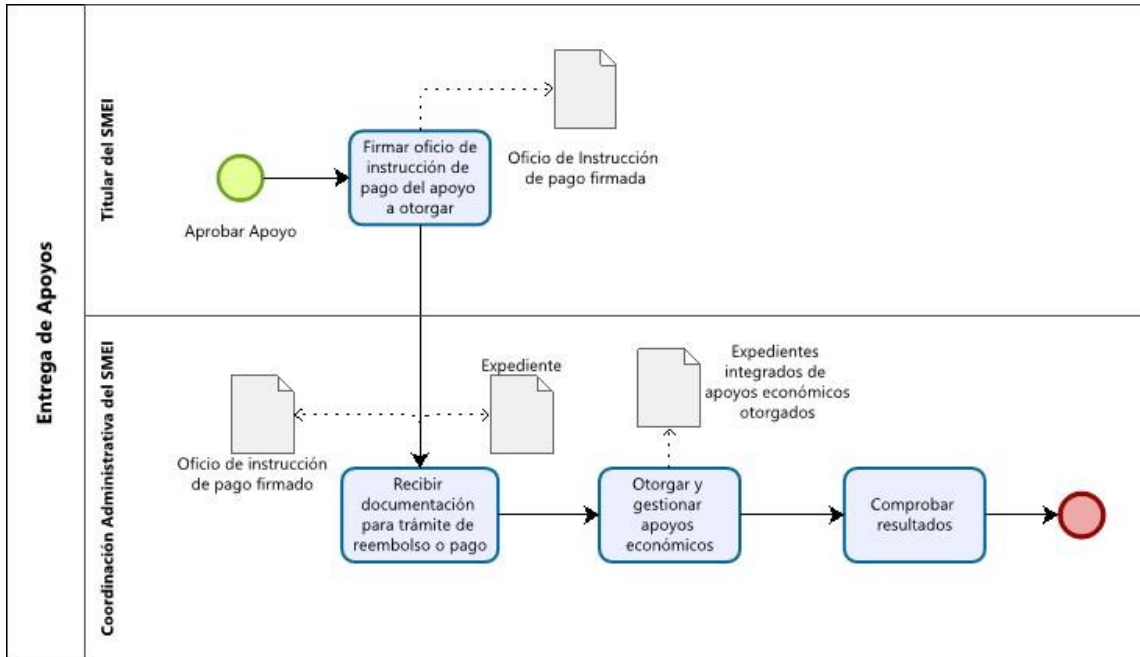 Entrega de Apoyos
Titular del SMEI
Aprobar Apoyo
Firmar oficio de
instrucción de
pago del apoyo
a otorgar
Oficio de Instrucción
de pago firmada
Coordinación Administrativa del SMEI
Oficio de instrucción
de pago firmado
Expediente
Recibir
documentación
para trámite de
reembolso o pago
Expedientes
integrados de
apoyos económicos
otorgados
Otorgar y
gestionar
apoyos
económicos
Comprobar
resultados